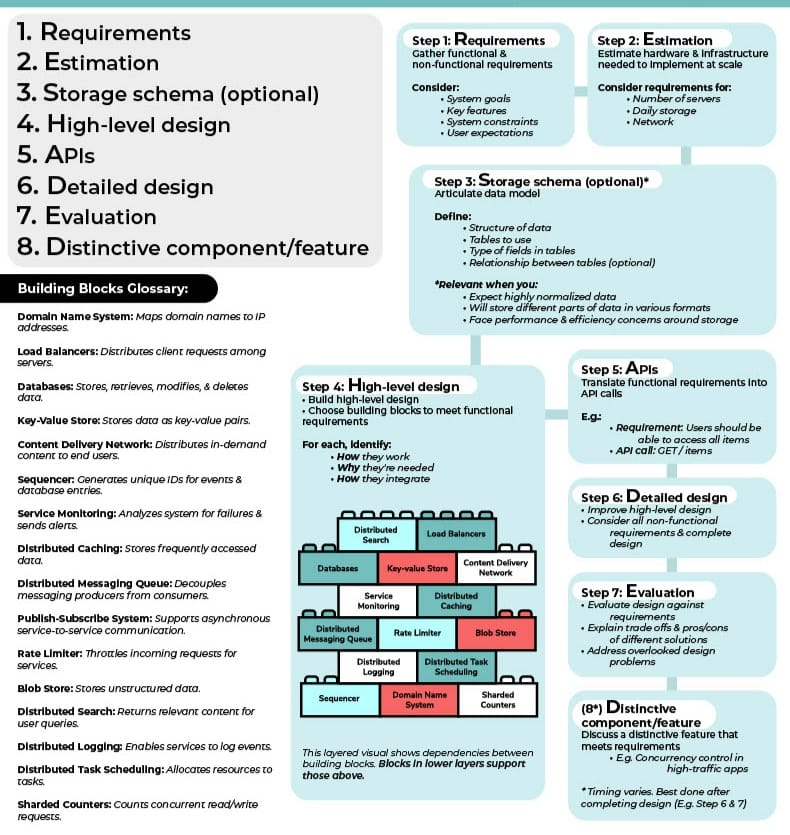 1. Requirements
2. Estimation
3. Storage schema (optional)
4. High-level design
5. APIs
6. Detailed design
7. Evaluation
8. Distinctive component/feature
Building Blocks Glossary:
Domain Name System: Maps domain names to IP
addresses.
Load Balancers: Distributes client requests among
servers.
Databases: Stores, retrieves, modifies, & deletes
data.
Key-Value Store: Stores data as key-value pairs.
Content Delivery Network: Distributes in-demand
content to end users.
Sequencer: Generates unique IDs for events &
database entries.
Service Monitoring: Analyzes system for failures &
sends alerts.
Distributed Caching: Stores frequently accessed
data.
Distributed Messaging Queue: Decouples
messaging producers from consumers.
Publish-Subscribe System: Supports asynchronous
service-to-service communication.
Rate Limiter: Throttles incoming requests for
services.
Blob Store: Stores unstructured data.
Distributed Search: Returns relevant content for
user queries.
Distributed Logging: Enables services to log events.
Distributed Task Scheduling: Allocates resources to
tasks.
Sharded Counters: Counts concurrent read/write
requests.
Step 1: Requirements
Gather functional &
non-functional requirements
Consider:
• System goals
• Key features
• System constraints
• User expectations
Step 2: Estimation
Estimate hardware & infrastructure
needed to implement at scale
Consider requirements for:
• Number of servers
• Daily storage
• Network
Step 3: Storage schema (optional)*
Articulate data model
Define:
• Structure of data
• Tables to use
• Type of fields in tables
• Relationship between tables (optional)
*Relevant when you:
• Expect highly normalized data
• Will store different parts of data in various formats
• Face performance & efficiency concerns around storage
Step 4: High-level design
• Build high-level design
• Choose building blocks to meet functional
requirements
For each, identify:
• How they work
• Why they're needed
• How they integrate
Distributed
Search
Load Balancers
Databases
Key-value Store
Content Delivery
Network
Service
Monitoring
Distributed
Caching
Distributed
Messaging Queue
Rate Limiter
Blob Store
Distributed
Logging
Distributed Task
Scheduling
Sequencer
Domain Name
System
Sharded
Counters
This layered visual shows dependencies between
building blocks. Blocks in lower layers support
those above.
Step 5: APIs
Translate functional requirements into
API calls
E.g.:
• Requirement: Users should be
able to access all items
• API call: GET / items
Step 6: Detailed design
• Improve high-level design
• Consider all non-functional
requirements & complete
design
Step 7: Evaluation
• Evaluate design against
requirements
• Explain trade offs & pros/cons
of different solutions
• Address overlooked design
problems
(8*) Distinctive
component/feature
Discuss a distinctive feature that
meets requirements
• E.g. Concurrency control in
high-traffic apps
*Timing varies. Best done after
completing design (E.g. Step 6 & 7)